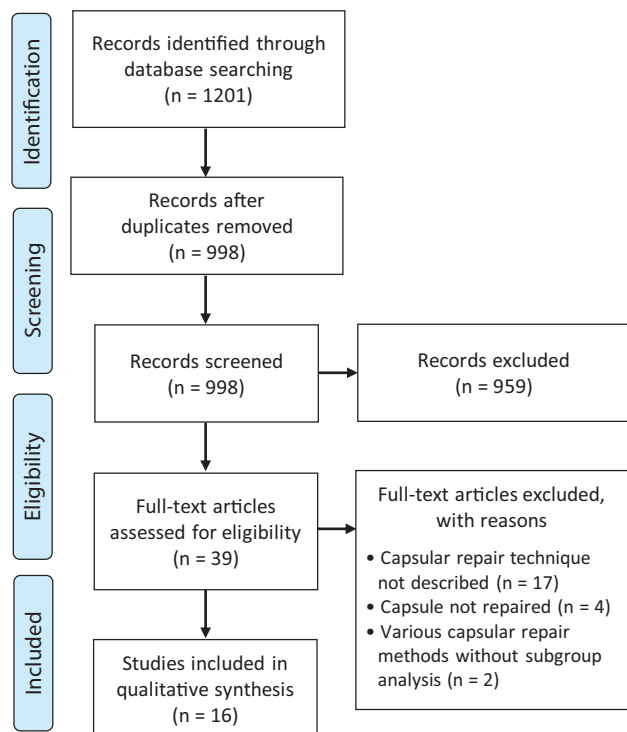 Identification
Records identified through
database searching
(n = 1201)
Records after
duplicates removed
(n = 998)
Screening
Records screened
(n = 998)
Records excluded
(n = 959)
Eligibility
Full-text articles
assessed for eligibility
(n = 39)
Full-text articles excluded,
with reasons
• Capsular repair technique
not described (n = 17)
• Capsule not repaired (n = 4)
• Various capsular repair
methods without subgroup
analysis (n = 2)
Included
Studies included in
qualitative synthesis
(n = 16)